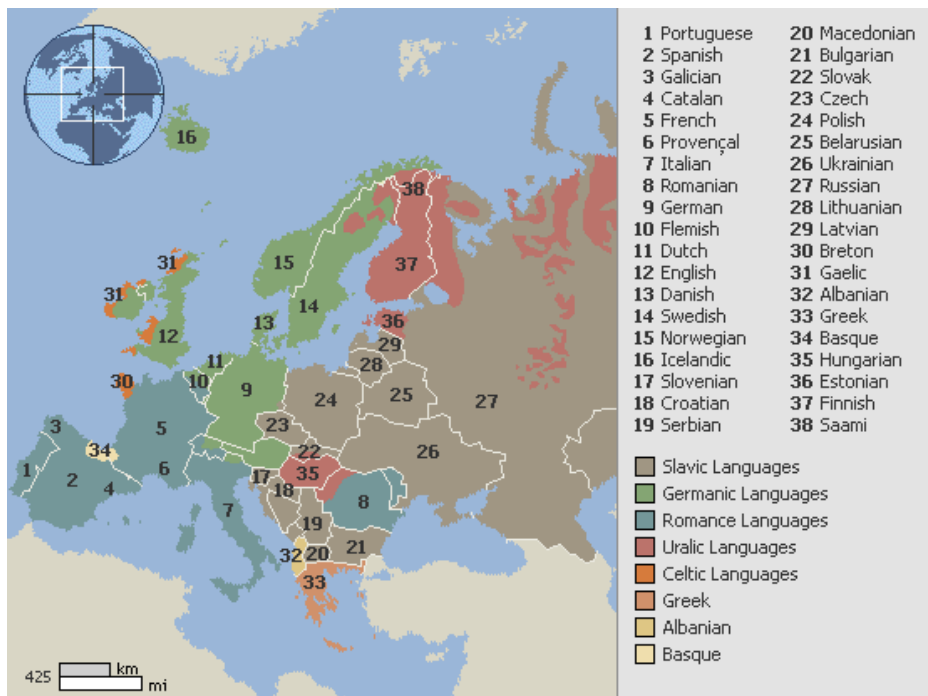 1 Portuguese
2 Spanish
3 Galician
4 Catalan
5 French
6 Provençal
7 Italian
8 Romanian
9 German
10 Flemish
11 Dutch
12 English
13 Danish
14 Swedish
15 Norwegian
16 Icelandic
17 Slovenian
18 Croatian
19 Serbian
20 Macedonian
21 Bulgarian
22 Slovak
23 Czech
24 Polish
25 Belarusian
26 Ukrainian
27 Russian
28 Lithuanian
29 Latvian
30 Breton
31 Gaelic
32 Albanian
33 Greek
34 Basque
35 Hungarian
36 Estonian
37 Finnish
38 Saami
Slavic Languages
Germanic Languages
Romance Languages
Uralic Languages
Celtic Languages
Greek
Albanian
Basque
16
38
15
37
31
14
31
13
36
12
29
11
28
10
30
9
24
25
27
23
5
3
34
22
26
6
35
1
2
17
4
18
8
7
19
21
32
20
33
425 km
mi